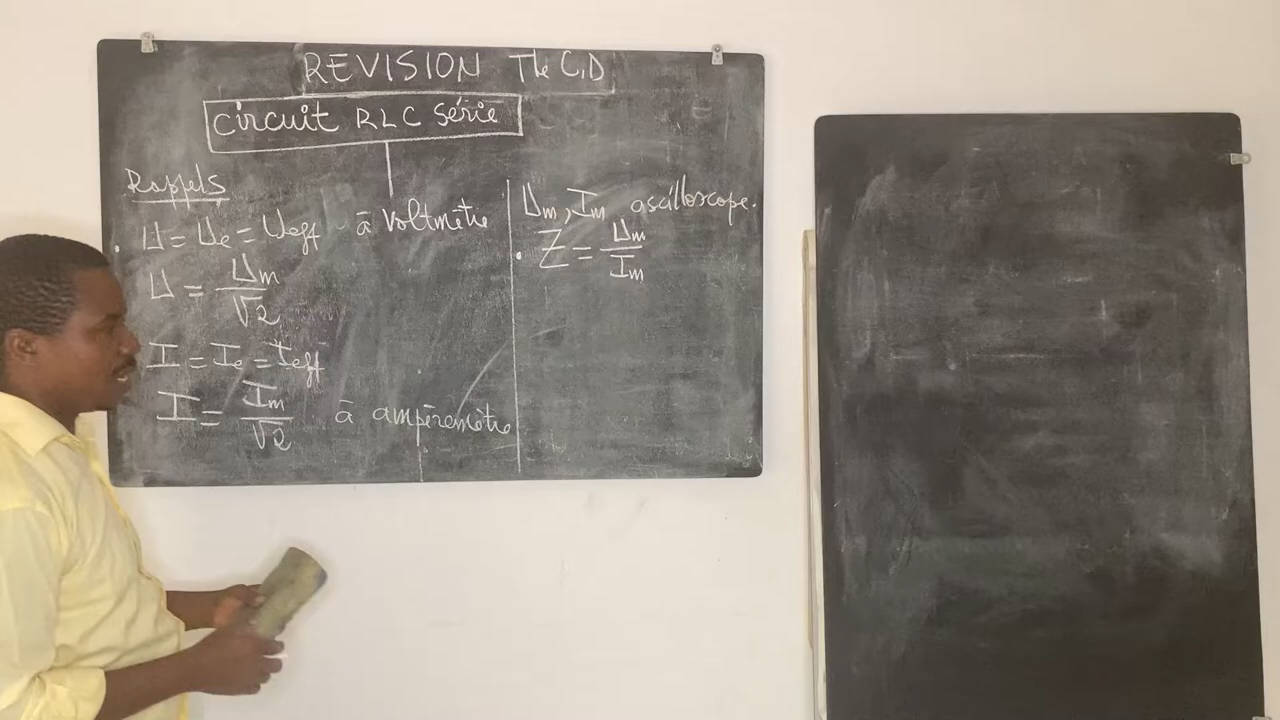 REVISION Tle C,D
Circuit RLC série
Rappels
U = Ue = Ueff à voltmètre
U = Um/√2
I = Ie = Ieff
I = Im/√2 à ampèremètre
Um, Im oscilloscope.
Z = Um/Im